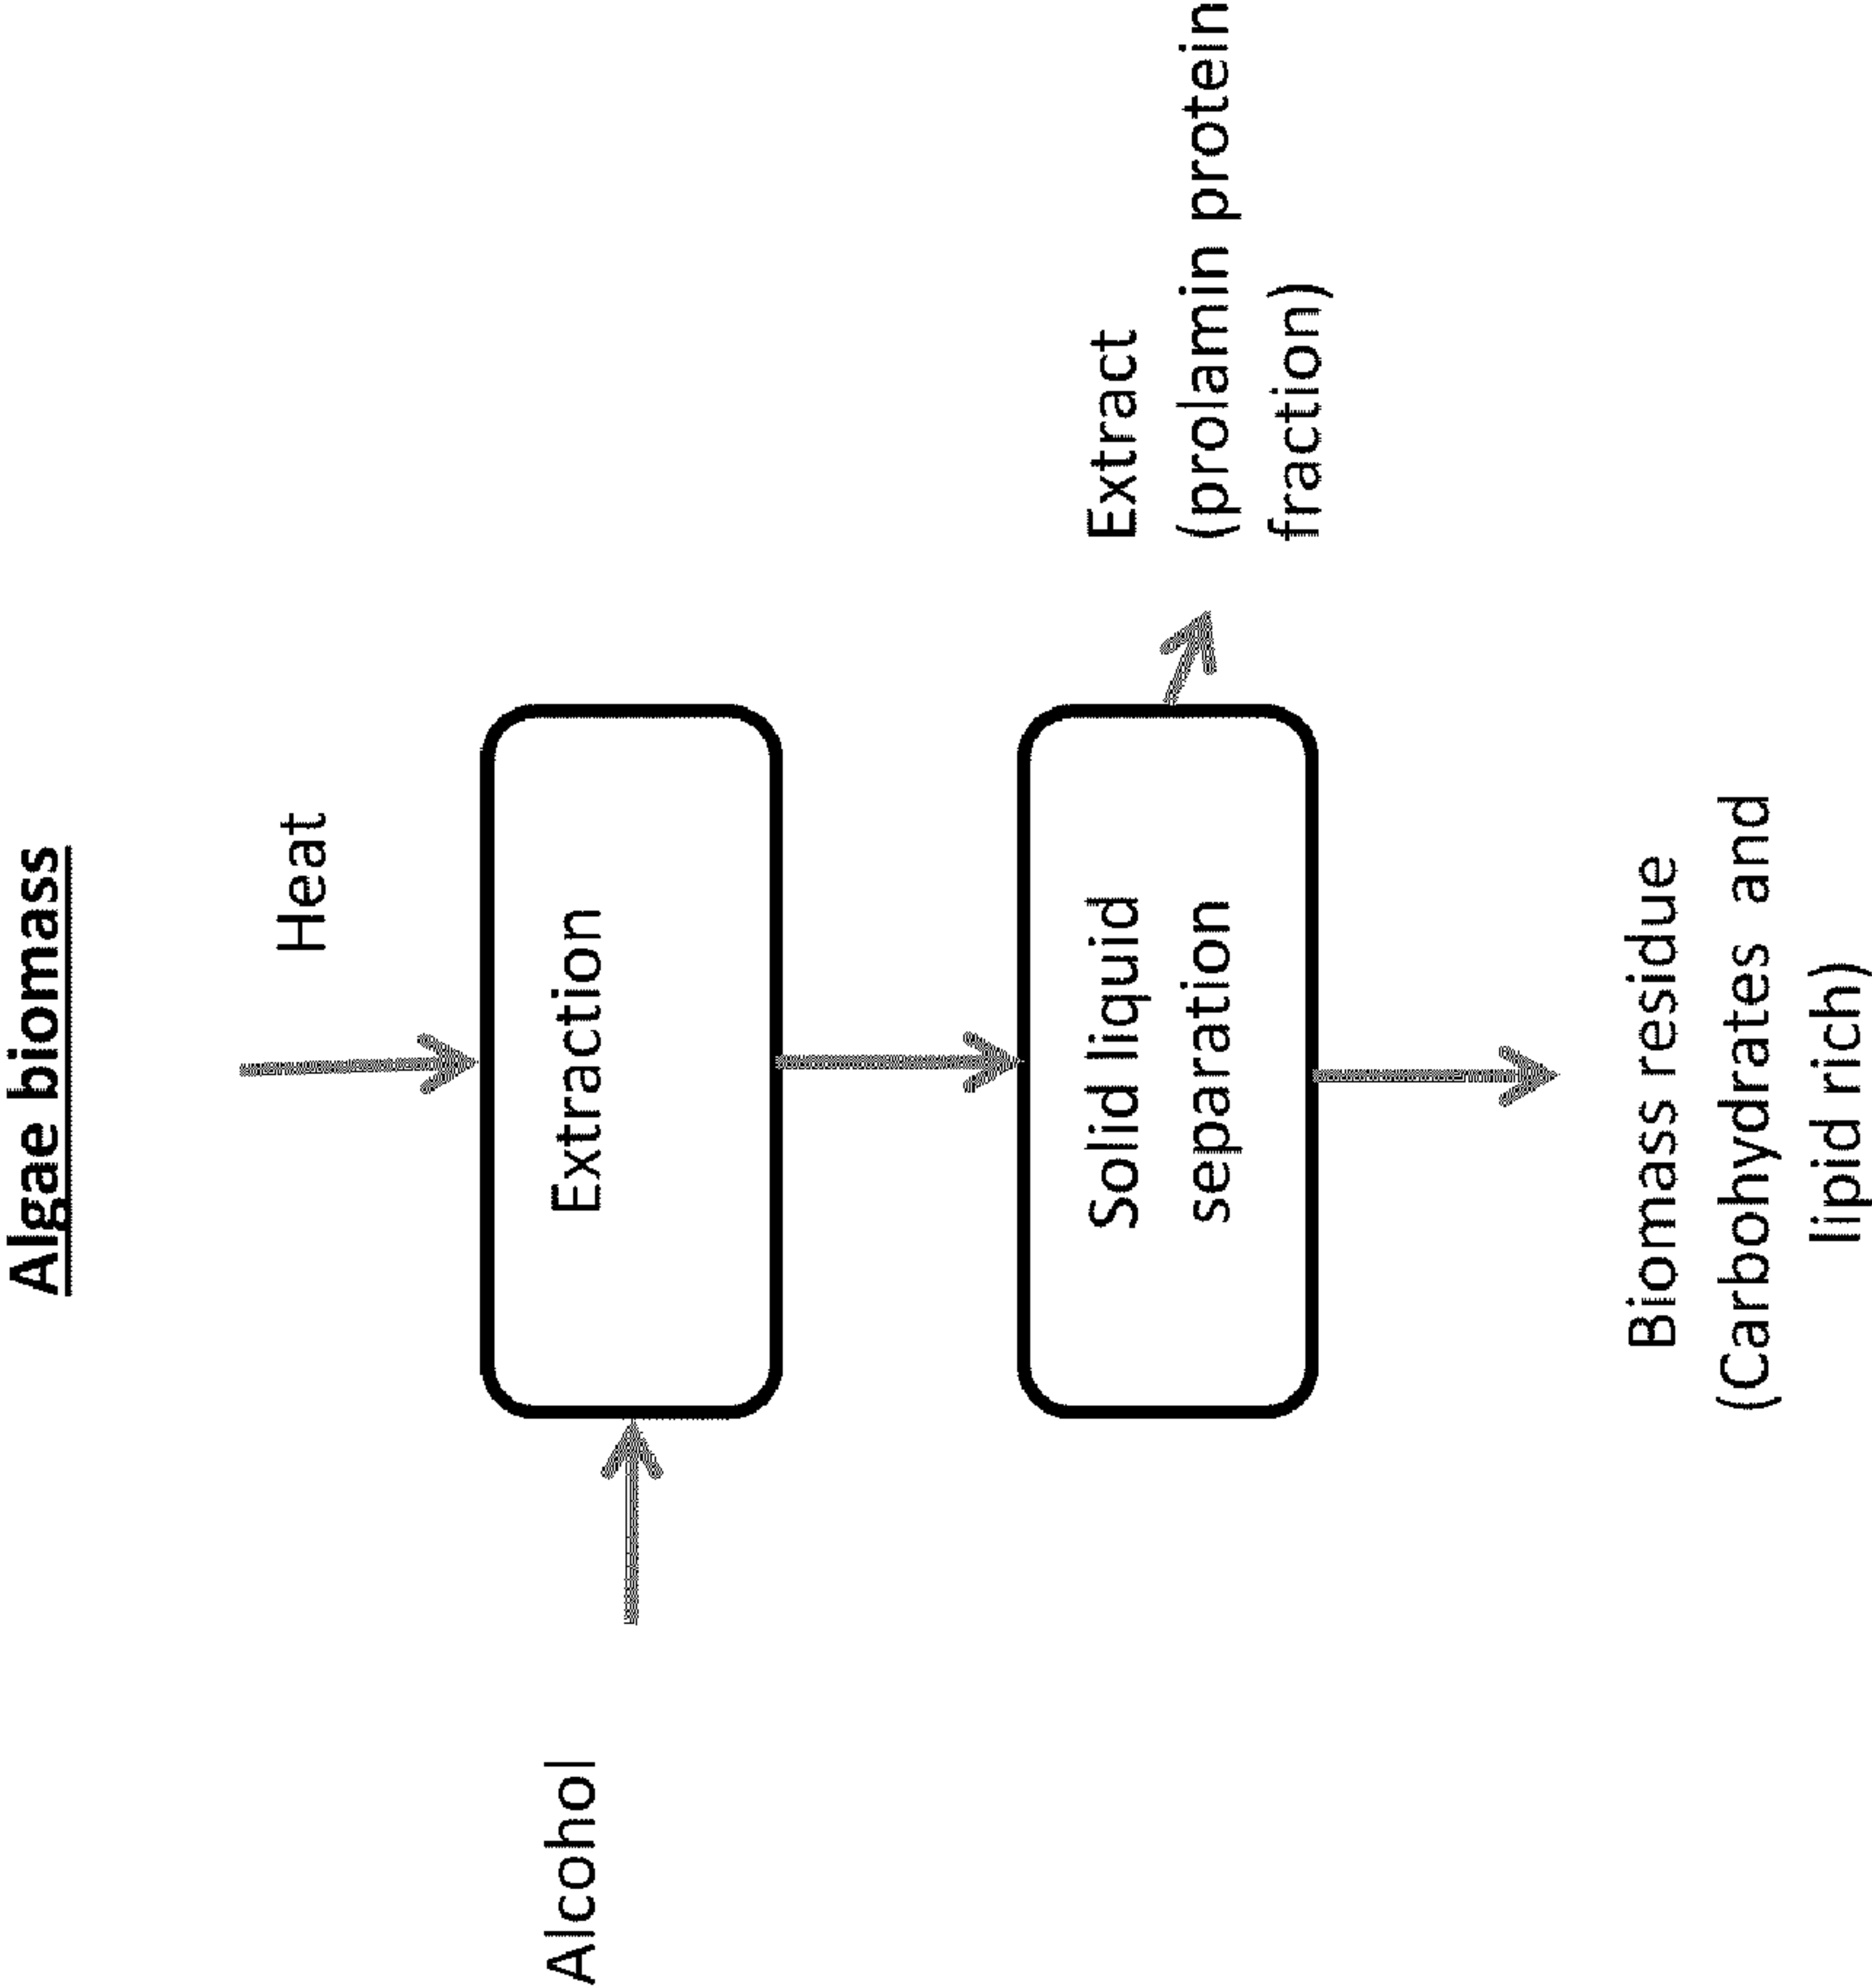 Algae biomass
Heat
Alcohol
Extraction
Solid liquid
separation
Extract
(prolamin protein
fraction)
Biomass residue
(Carbohydrates and
lipid rich)